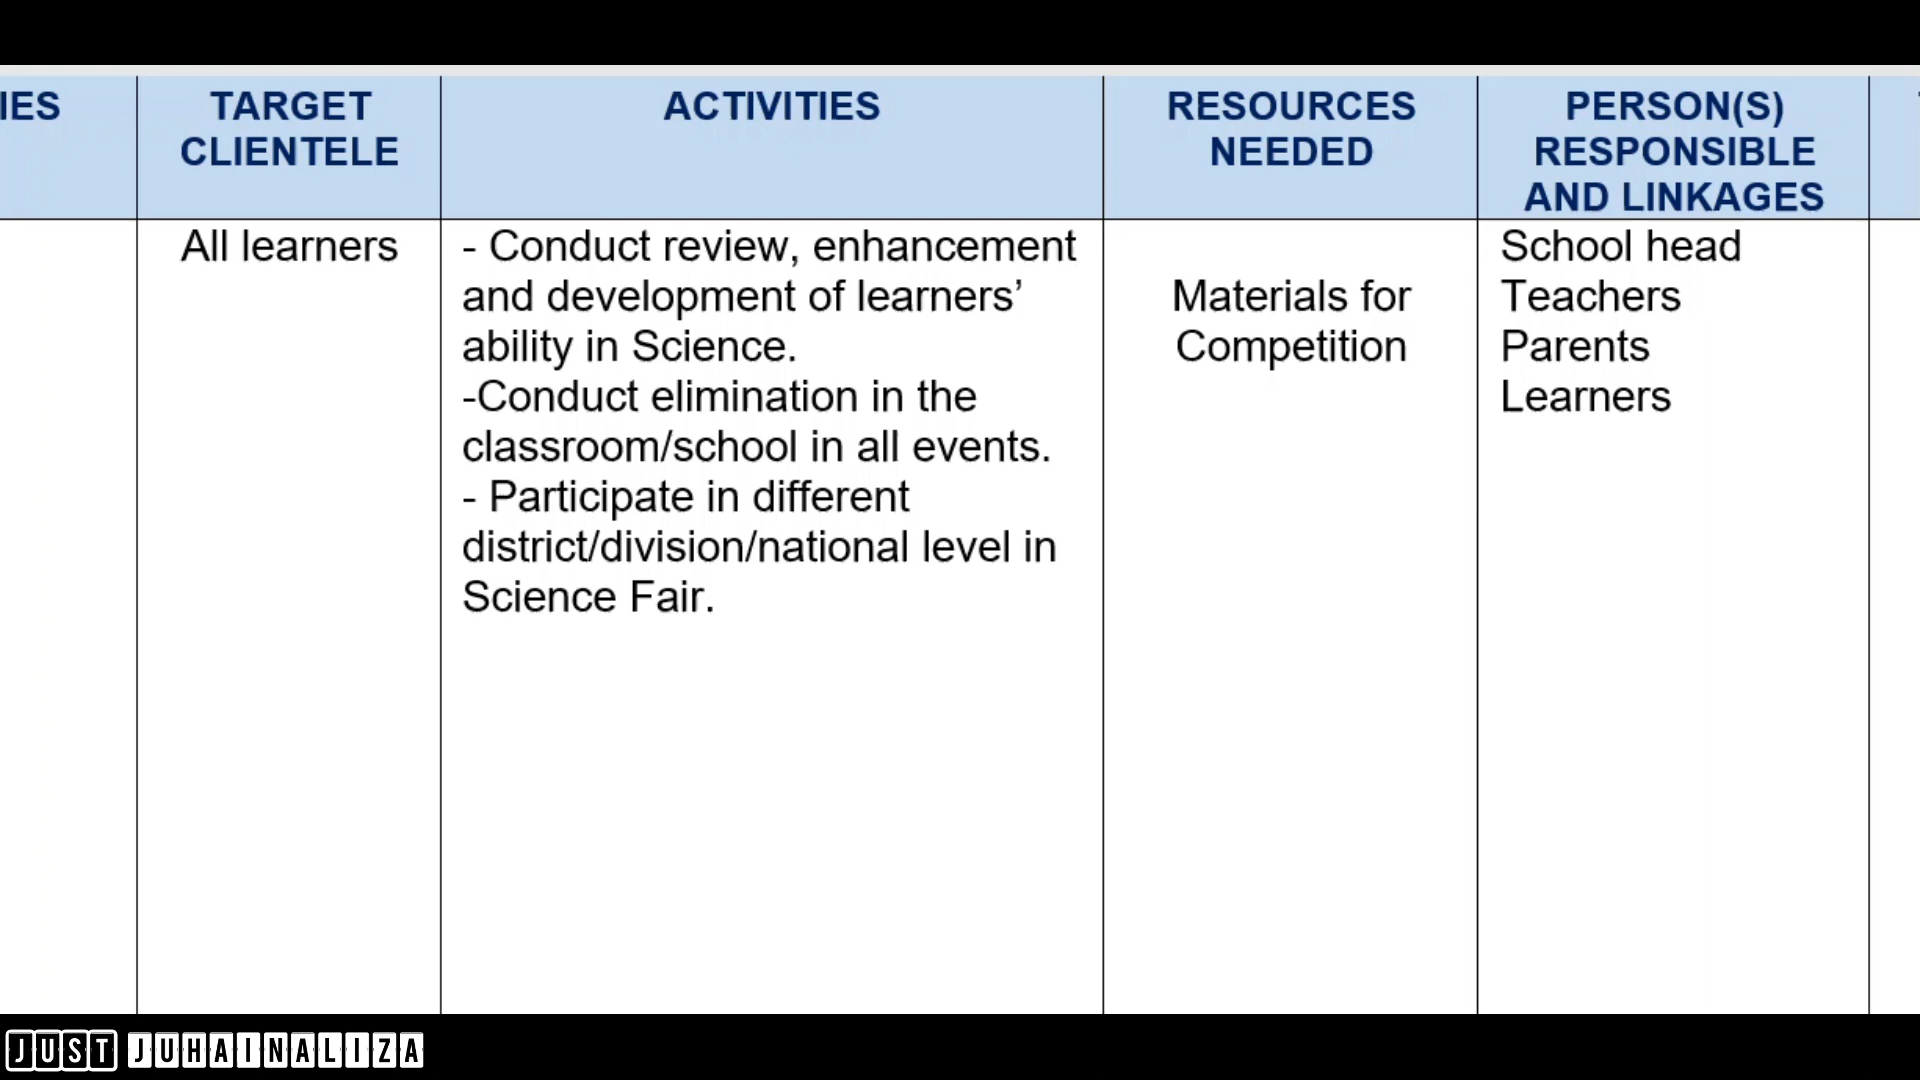 IES
TARGET
CLIENTELE
ACTIVITIES
RESOURCES
NEEDED
PERSON(S)
RESPONSIBLE
AND LINKAGES
All learners
- Conduct review, enhancement
and development of learners’
ability in Science.
-Conduct elimination in the
classroom/school in all events.
- Participate in different
district/division/national level in
Science Fair.
Materials for
Competition
School head
Teachers
Parents
Learners
JUST JUHAINALIZA